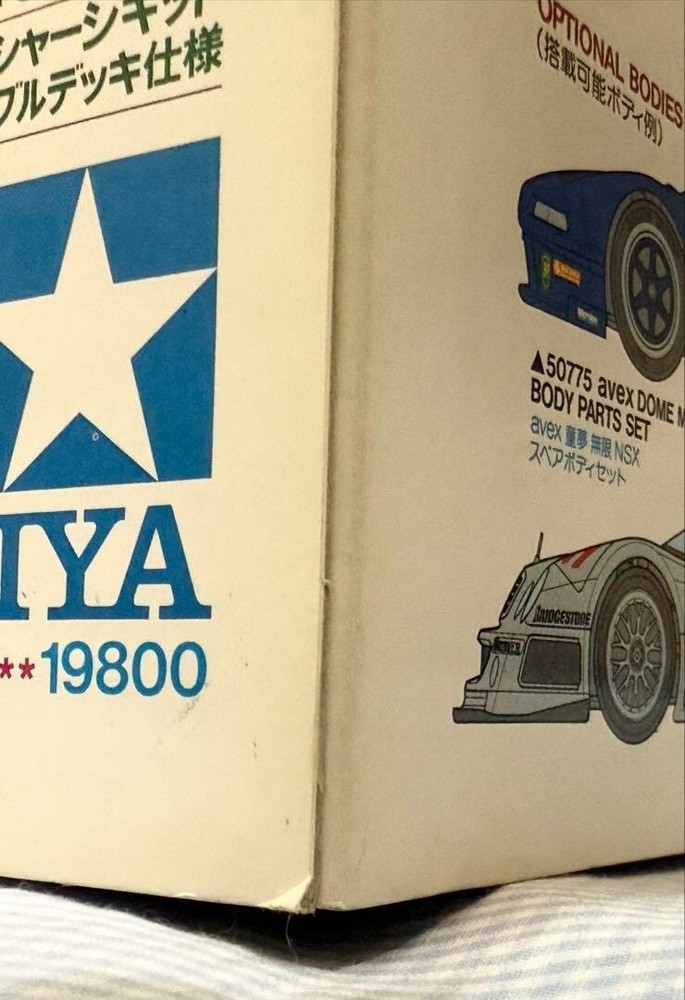 シャーシキット
ブルデッキ仕様
IYA
**19800
OPTIONAL BODIES
(搭載可能ボディ例)
▲50775 avex DOME M
BODY PARTS SET
avex 童夢 無限 NSX
スペアボディセット
BRIDGESTONE